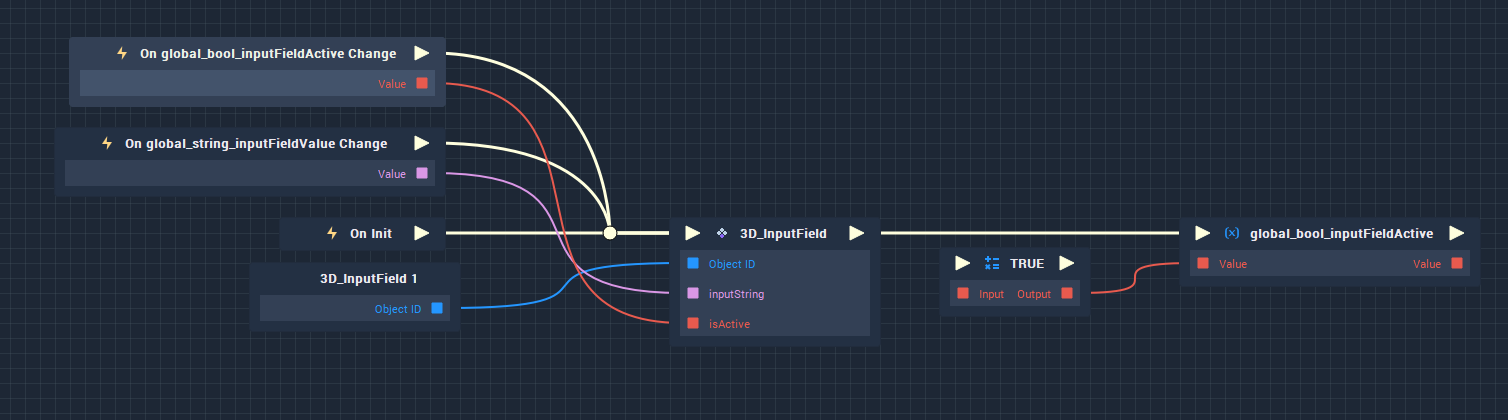 On global_bool_inputFieldActive Change
Value
On global_string_inputFieldValue Change
Value
On Init
3D_InputField 1
Object ID
3D_InputField
Object ID
inputString
isActive
TRUE
Input Output
global_bool_inputFieldActive
Value Value